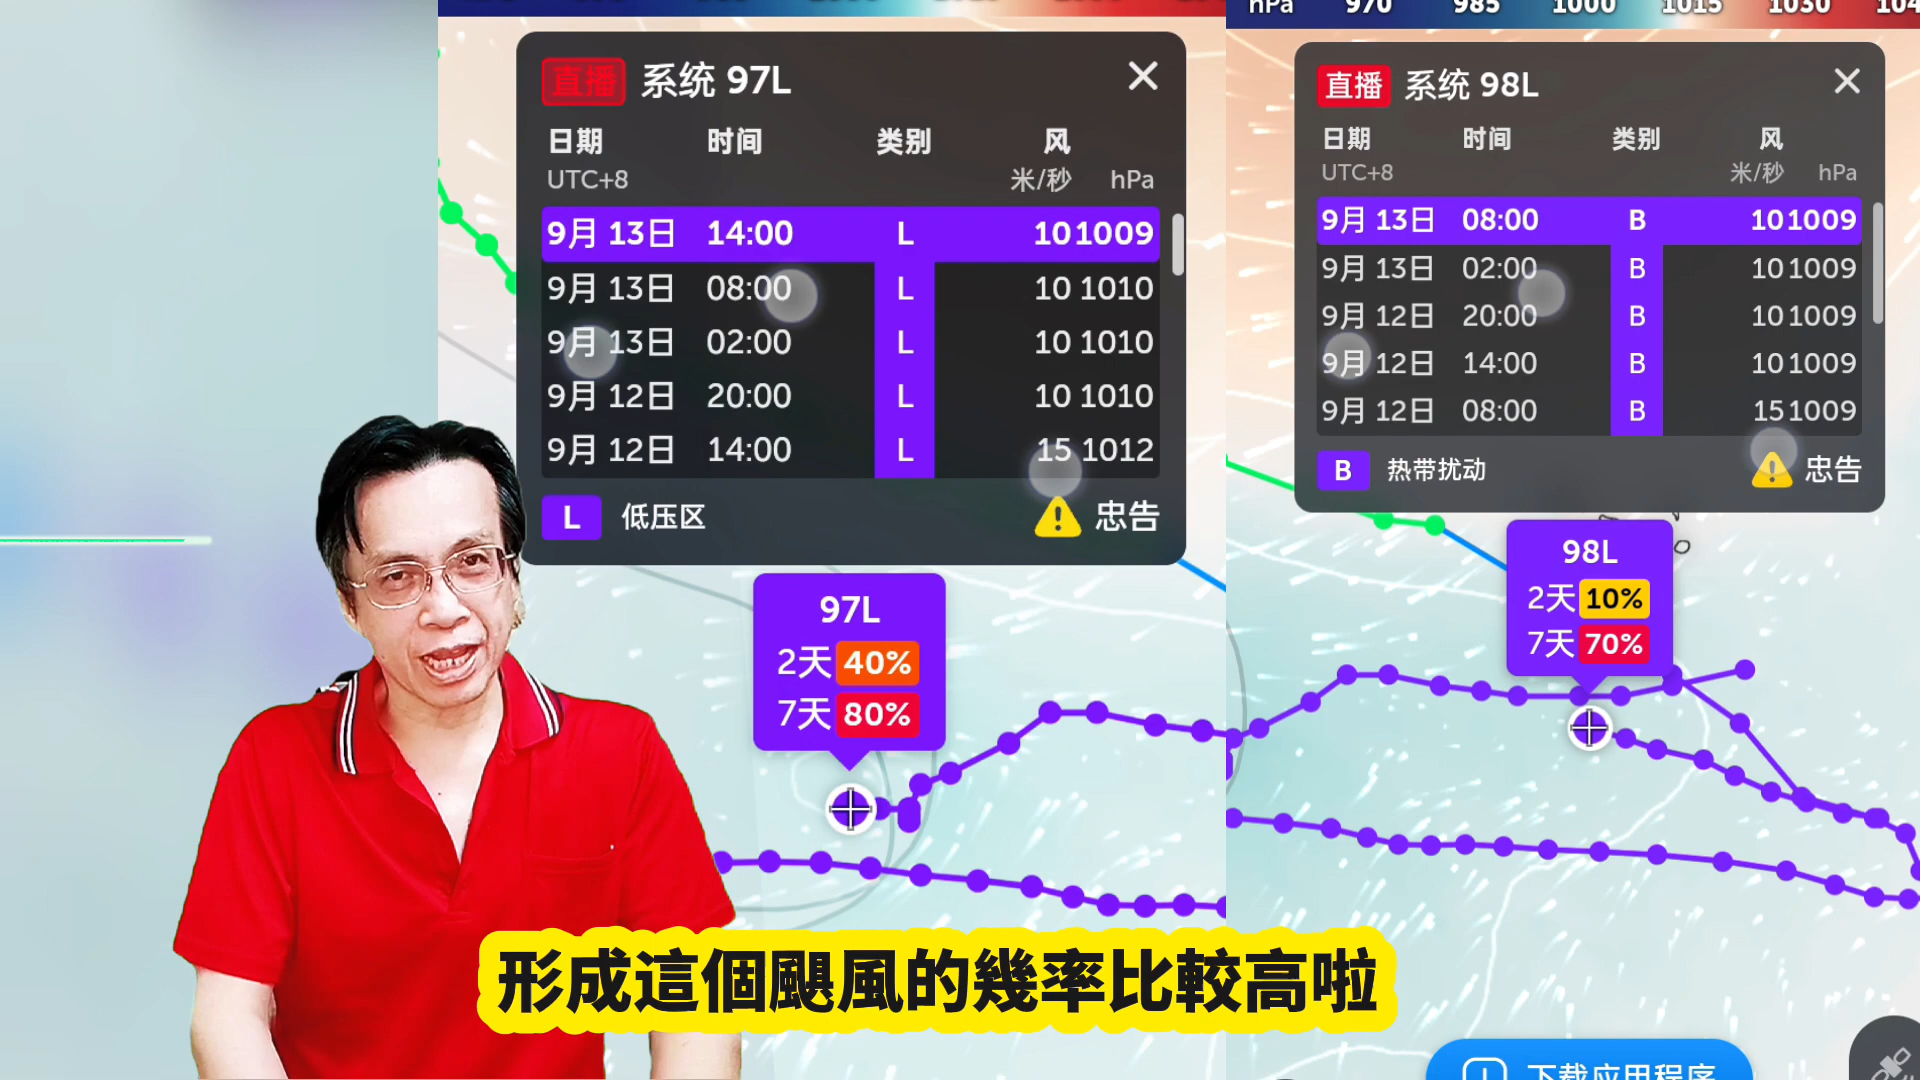 直播 系统 97L
日期 时间 类别 风
UTC+8 米/秒 hPa
9月 13日 14:00 L 10 1009
9月 13日 08:00 L 10 1010
9月 13日 02:00 L 10 1010
9月 12日 20:00 L 10 1010
9月 12日 14:00 L 15 1012
L 低压区 忠告
97L
2天 40%
7天 80%
hPa 970 985 1000 1015 1030
直播 系统 98L
日期 时间 类别 风
UTC+8 米/秒 hPa
9月 13日 08:00 B 10 1009
9月 13日 02:00 B 10 1009
9月 12日 20:00 B 10 1009
9月 12日 14:00 B 10 1009
9月 12日 08:00 B 15 1009
B 热带扰动 忠告
98L
2天 10%
7天 70%
形成這個颶風的幾率比較高啦
下载应用程序